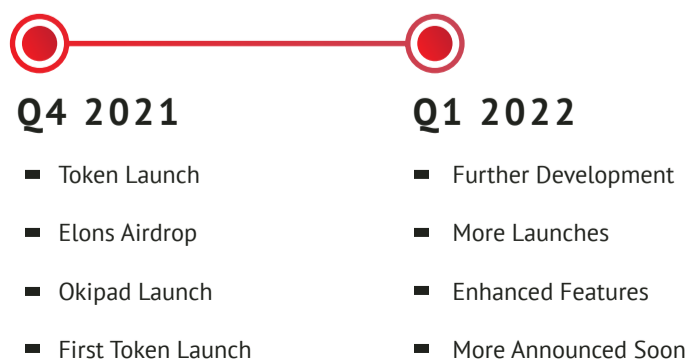 Q4 2021
Token Launch
Elons Airdrop
Okipad Launch
First Token Launch
Q1 2022
Further Development
More Launches
Enhanced Features
More Announced Soon